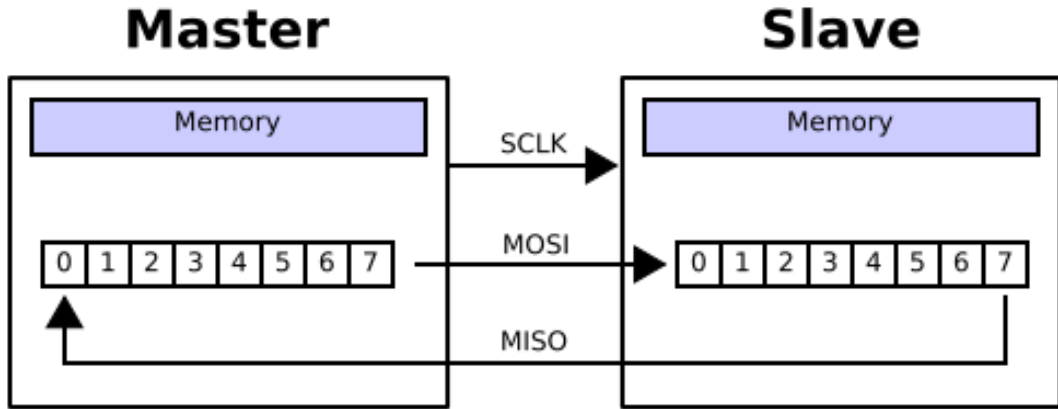 Master Slave
Memory Memory
SCLK
MOSI
0 1 2 3 4 5 6 7 0 1 2 3 4 5 6 7
MISO